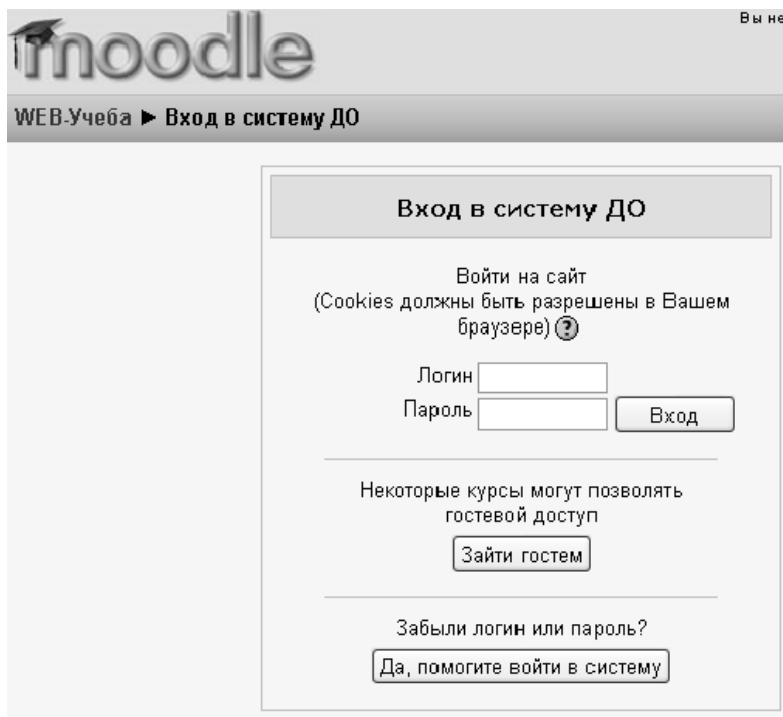 Вы не
moodle
WEB-Учеба ► Вход в систему ДО
Вход в систему ДО
Войти на сайт
(Cookies должны быть разрешены в Вашем
браузере) ?
Логин
Пароль Вход
Некоторые курсы могут позволять
гостевой доступ
Зайти гостем
Забыли логин или пароль?
Да, помогите войти в систему